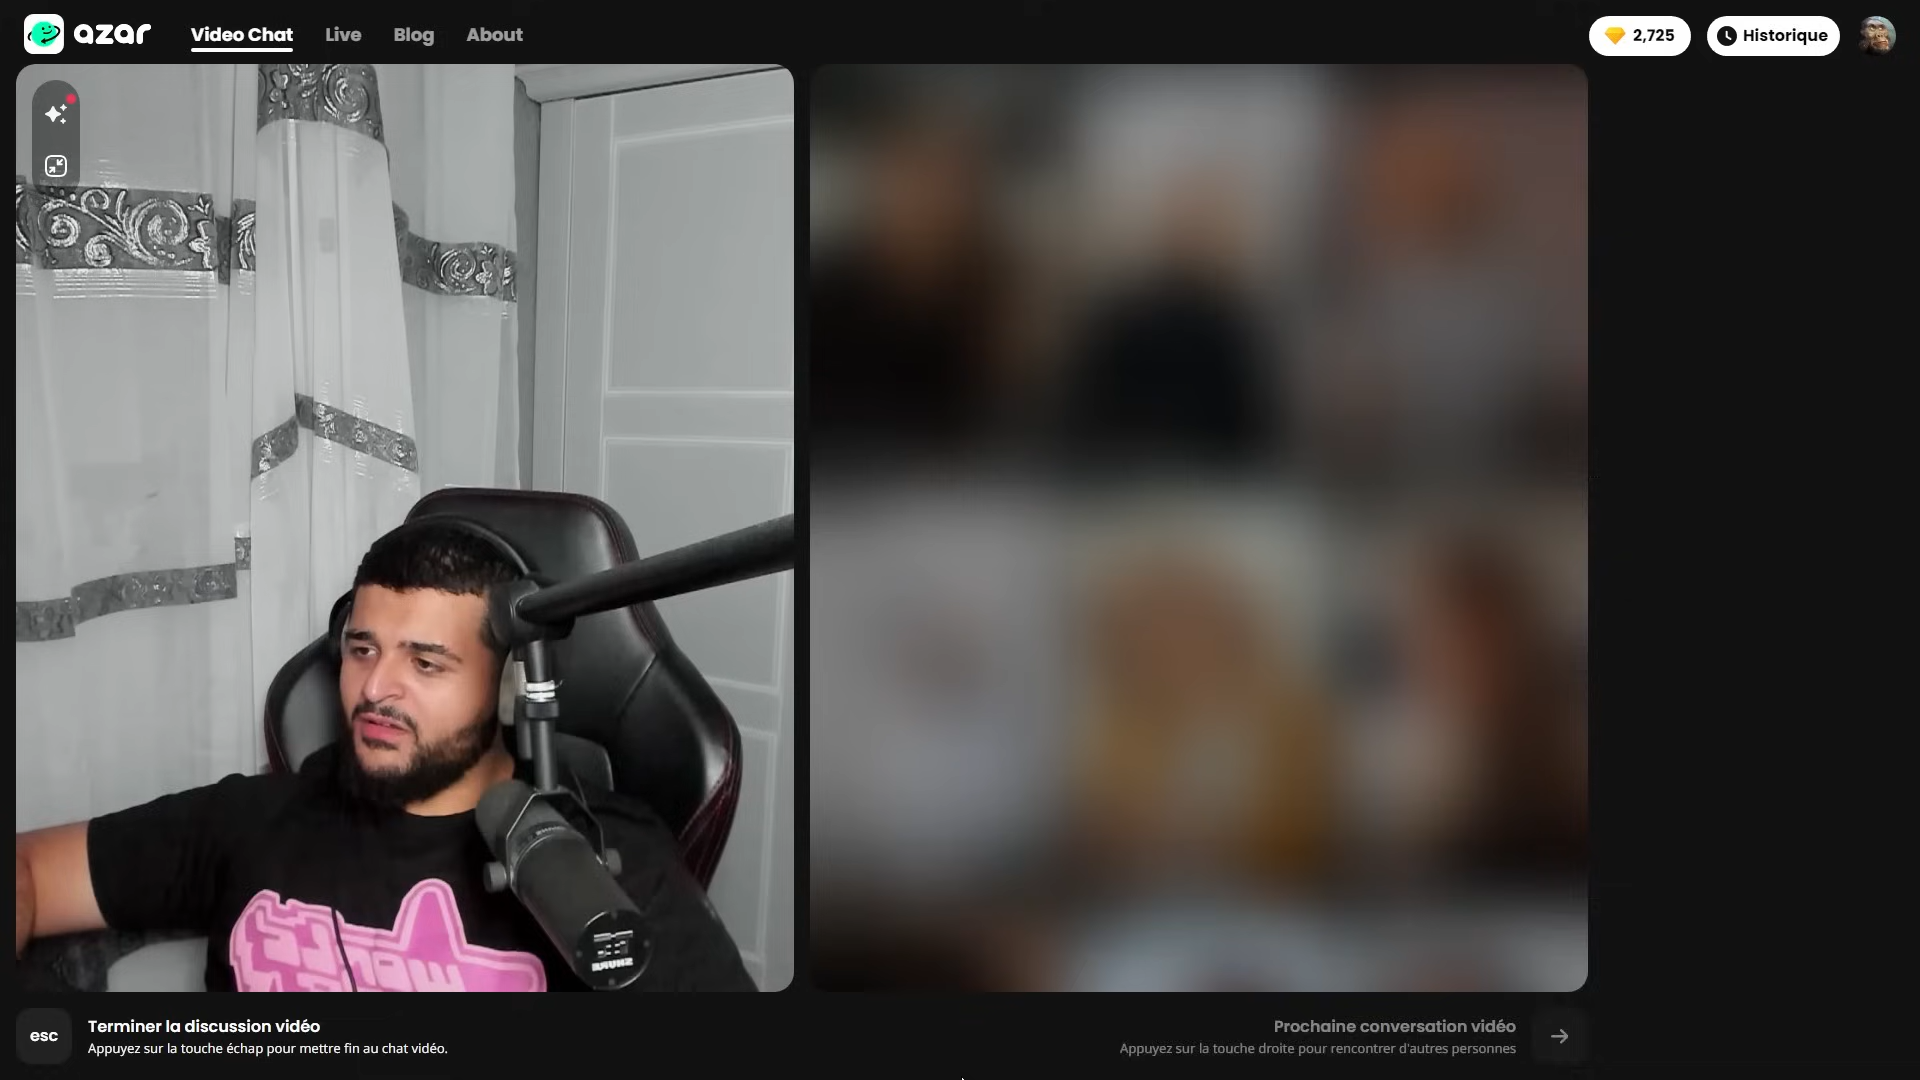 azar
Video Chat
Live
Blog
About
2,725
Historique
esc
Terminer la discussion vidéo
Appuyez sur la touche échap pour mettre fin au chat vidéo.
Prochaine conversation vidéo
Appuyez sur la touche droite pour rencontrer d'autres personnes